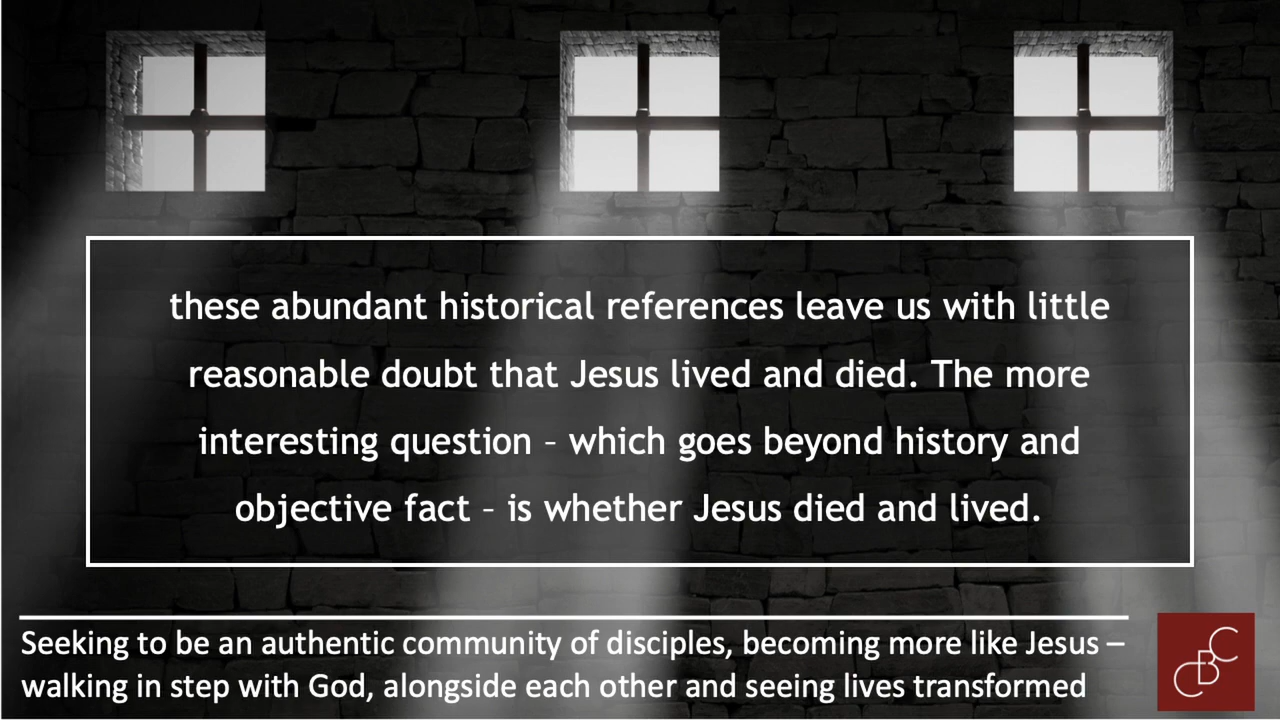 these abundant historical references leave us with little
reasonable doubt that Jesus lived and died. The more
interesting question – which goes beyond history and
objective fact – is whether Jesus died and lived.
Seeking to be an authentic community of disciples, becoming more like Jesus –
walking in step with God, alongside each other and seeing lives transformed
CBC